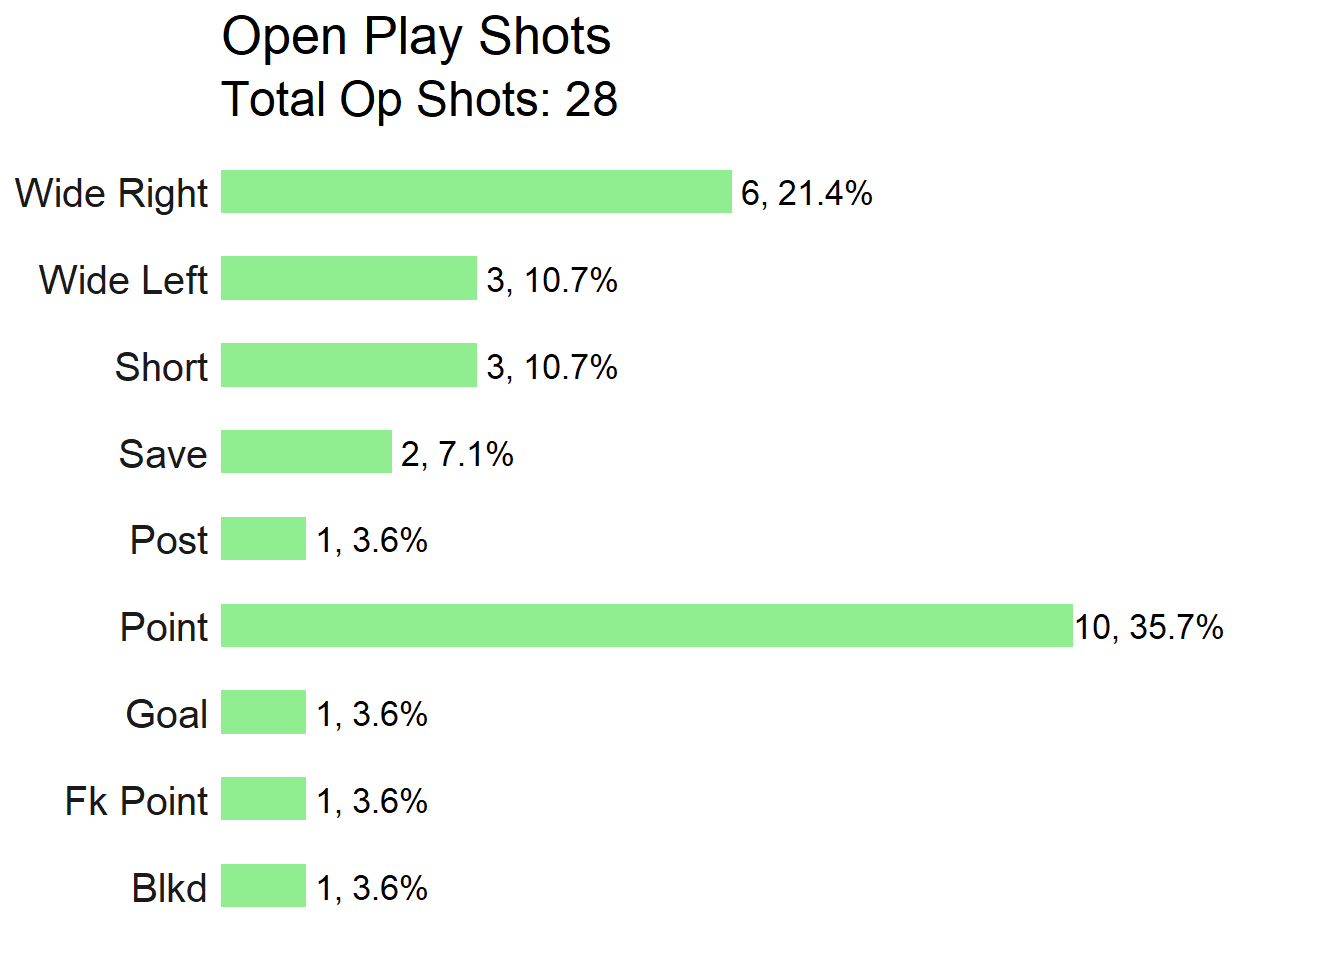 Open Play Shots
Total Op Shots: 28
Wide Right 6, 21.4%
Wide Left 3, 10.7%
Short 3, 10.7%
Save 2, 7.1%
Post 1, 3.6%
Point 10, 35.7%
Goal 1, 3.6%
Fk Point 1, 3.6%
Blkd 1, 3.6%